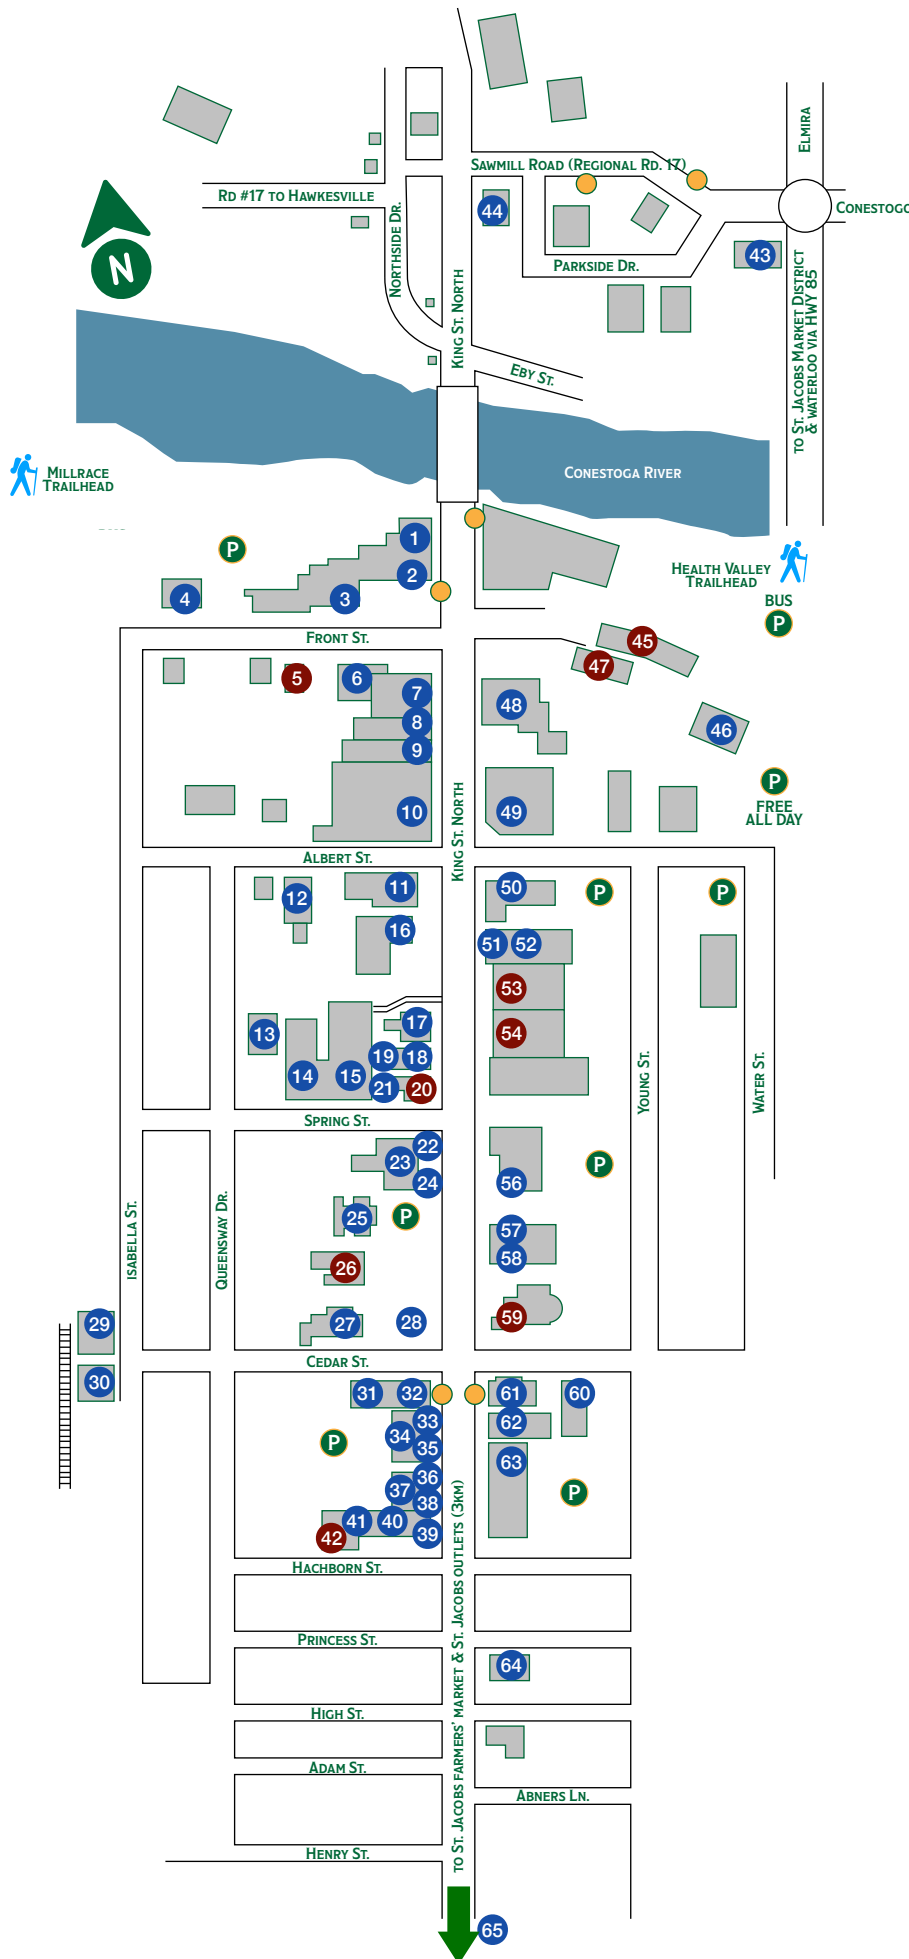 ELMIRA
SAWMILL ROAD (REGIONAL RD. 17)
RD #17 TO HAWKESVILLE
CONESTOGO
44
NORTHSIDE DR.
43
N
PARKSIDE DR.
TO ST. JACOBS MARKET DISTRICT
& WATERLOO VIA HWY 85
KING ST. NORTH
EBY ST.
CONESTOGA RIVER
MILLRACE
TRAILHEAD
1
P
2
HEALTH VALLEY
TRAILHEAD
3
4
BUS
P
FRONT ST.
45
47
5
6
7
48
8
46
9
P
FREE
ALL DAY
10
49
KING ST. NORTH
ALBERT ST.
11
50
P
P
12
16
51
52
53
17
13
54
19
18
14
15
21
20
YOUNG ST.
WATER ST.
SPRING ST.
22
23
P
24
56
25
P
57
ISABELLA ST.
QUEENSWAY DR.
58
26
59
27
28
29
CEDAR ST.
30
31
32
61
60
33
62
34
P
35
63
36
37
P
38
41
40
39
42
HACHBORN ST.
PRINCESS ST.
64
HIGH ST.
TO ST. JACOBS FARMERS' MARKET & ST. JACOBS OUTLETS (3KM)
ADAM ST.
ABNERS LN.
HENRY ST.
65